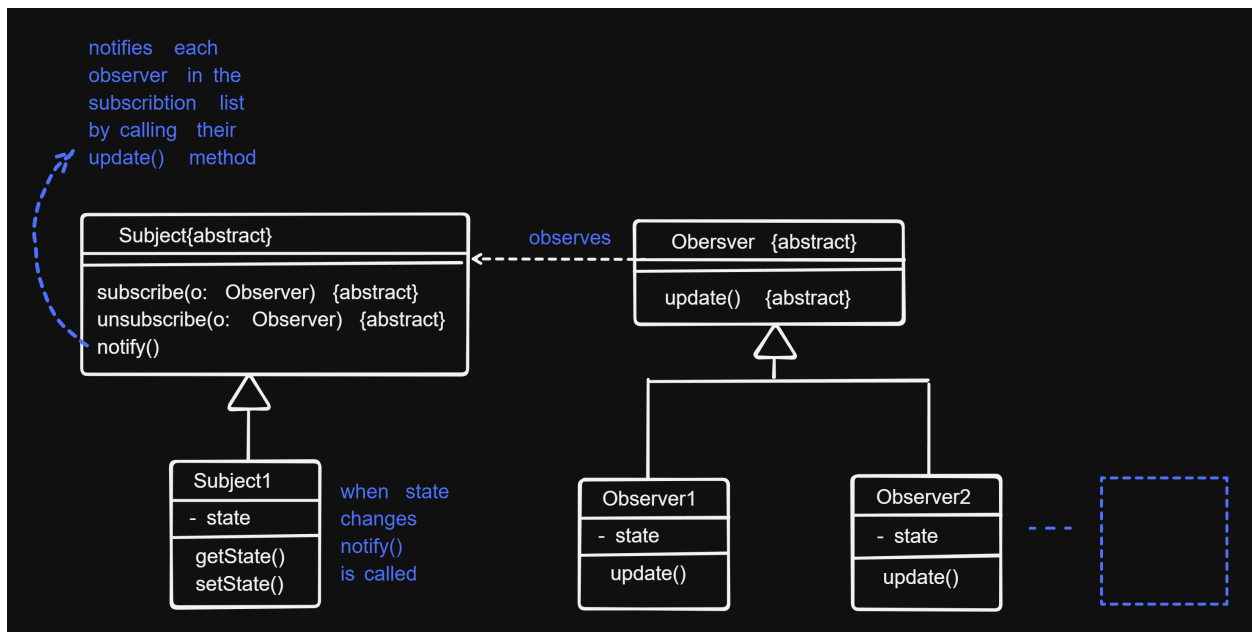 notifies each
observer in the
subscribtion list
by calling their
update() method
Subject{abstract}
subscribe(o: Observer) {abstract}
unsubscribe(o: Observer) {abstract}
notify()
observes
Obersver {abstract}
update() {abstract}
Subject1
- state
getState()
setState()
when state
changes
notify()
is called
Observer1
- state
update()
Observer2
- state
update()